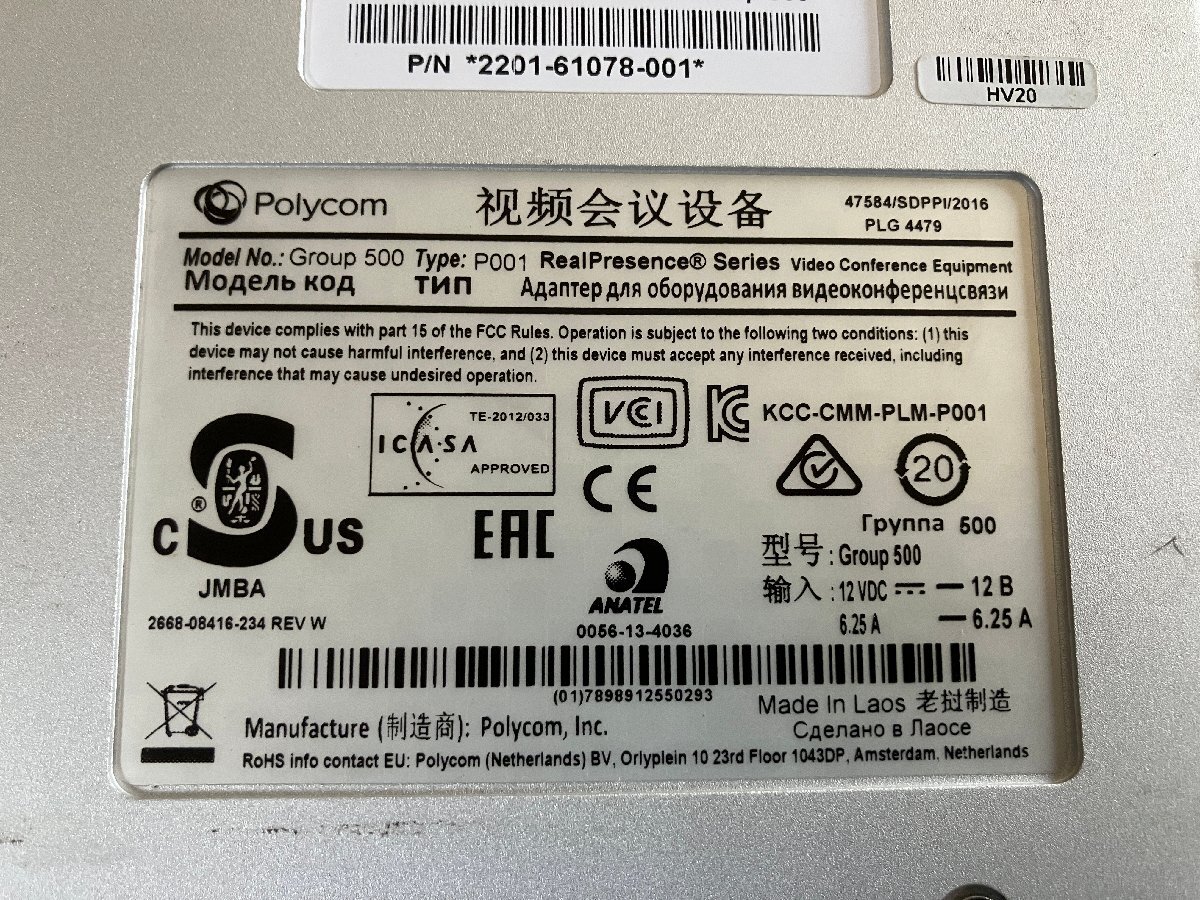 P/N *2201-61078-001*
HV20
Polycom 视频会议设备 47584/SDPPI/2016
PLG 4479
Model No.: Group 500 Type: P001 RealPresence® Series Video Conference Equipment
Модель код ТИП Адаптер для оборудования видеоконференцсвязи
This device complies with part 15 of the FCC Rules. Operation is subject to the following two conditions: (1) this
device may not cause harmful interference, and (2) this device must accept any interference received, including
interference that may cause undesired operation.
TE-2012/033
ICASA
APPROVED
VCI
KCC-CMM-PLM-P001
C ® US
JMBA
CE
20
EAC
Группа 500
ANATEL
0056-13-4036
型号: Group 500
输入: 12 VDC 12 В
6.25 A 6.25 A
2668-08416-234 REV W
(01)7898912550293
Made In Laos 老挝制造
Сделано в Лаосе
Manufacture (制造商): Polycom, Inc.
RoHS info contact EU: Polycom (Netherlands) BV, Orlyplein 10 23rd Floor 1043DP, Amsterdam, Netherlands